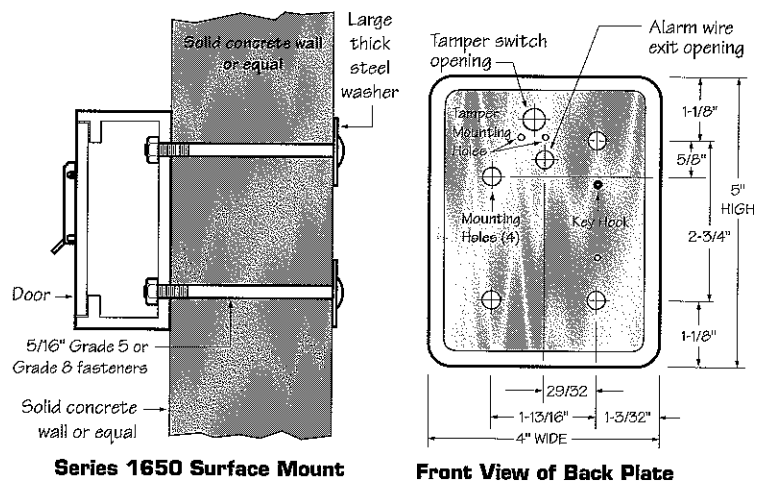 Solid concrete wall
or equal
Large
thick
steel
washer
Door
5/16" Grade 5 or
Grade 8 fasteners
Solid concrete
wall or equal
Series 1650 Surface Mount
Tamper switch
opening
Alarm wire
exit opening
Tamper
Mounting
Holes
Mounting
Holes (4)
Key Hook
1-1/8"
5/8"
5"
HIGH
2-3/4"
1-1/8"
29/32
1-13/16"
1-3/32"
4" WIDE
Front View of Back Plate